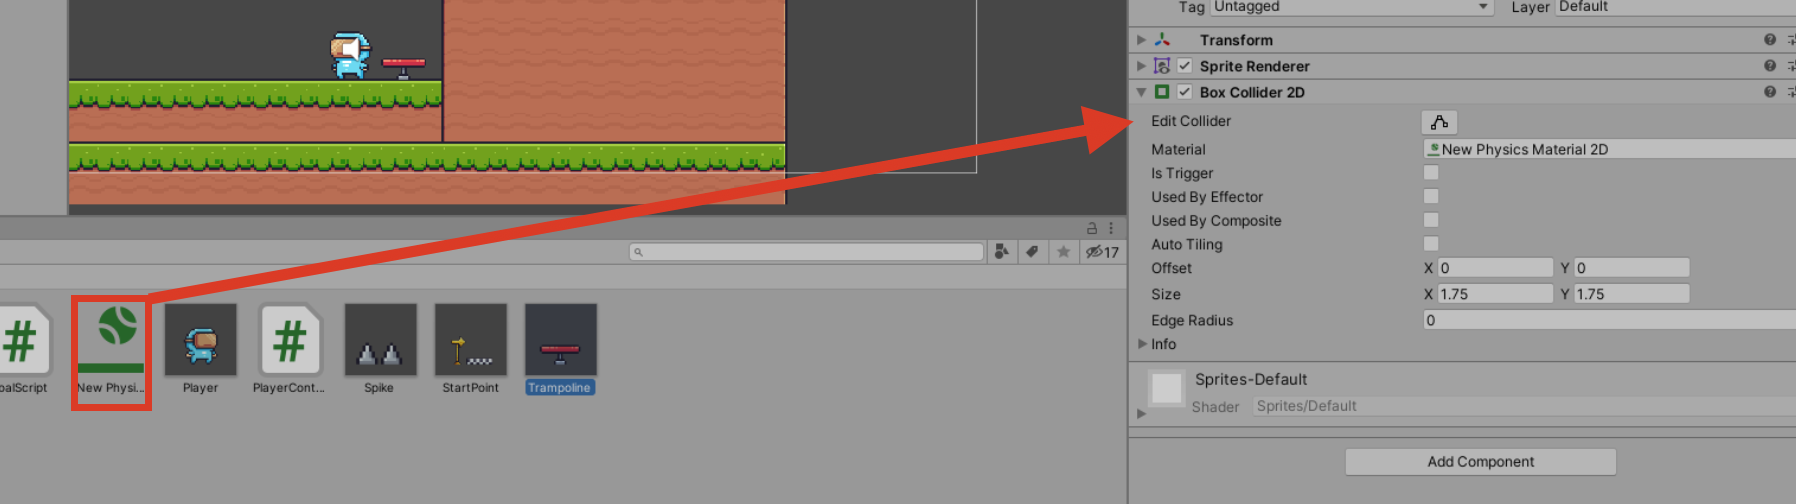 Tag Untagged Layer Default
Transform
Sprite Renderer
Box Collider 2D
Edit Collider
Material New Physics Material 2D
Is Trigger
Used By Effector
Used By Composite
Auto Tiling
Offset X 0 Y 0
Size X 1.75 Y 1.75
Edge Radius 0
Info
Sprites-Default
Shader Sprites/Default
Add Component
17
oalScript New Physi... Player PlayerCont... Spike StartPoint Trampoline